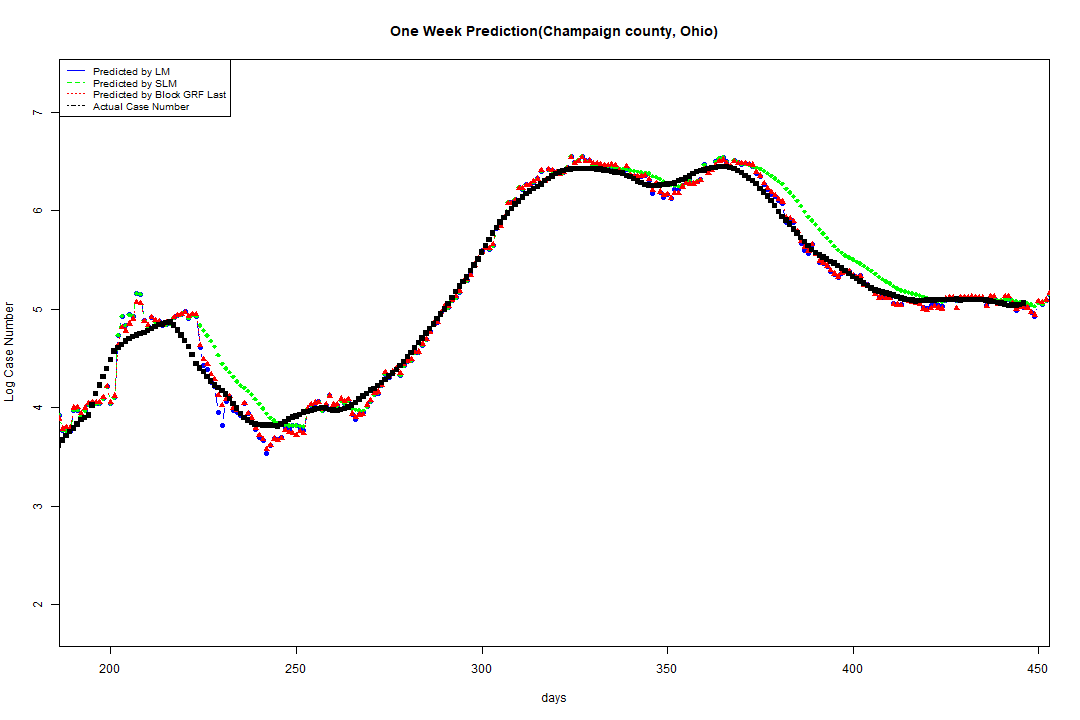 One Week Prediction(Champaign county, Ohio)
Predicted by LM
Predicted by SLM
Predicted by Block GRF Last
Actual Case Number
7
6
5
4
3
2
Log Case Number
200 250 300 350 400 450
days